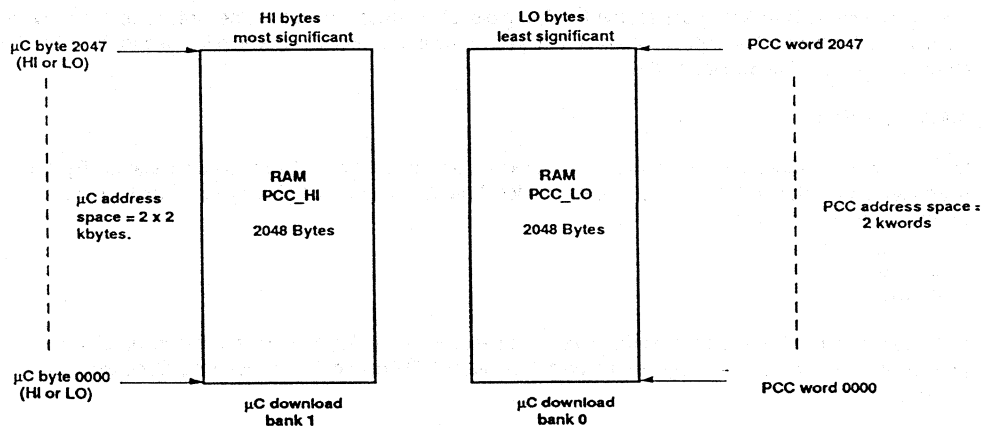 HI bytes
most significant
LO bytes
least significant
µC byte 2047
(HI or LO)
PCC word 2047
RAM
PCC_HI
2048 Bytes
RAM
PCC_LO
2048 Bytes
µC address
space = 2 x 2
kbytes.
PCC address space =
2 kwords
µC byte 0000
(HI or LO)
PCC word 0000
µC download
bank 1
µC download
bank 0